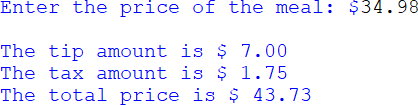 Enter the price of the meal: $34.98
The tip amount is $ 7.00
The tax amount is $ 1.75
The total price is $ 43.73